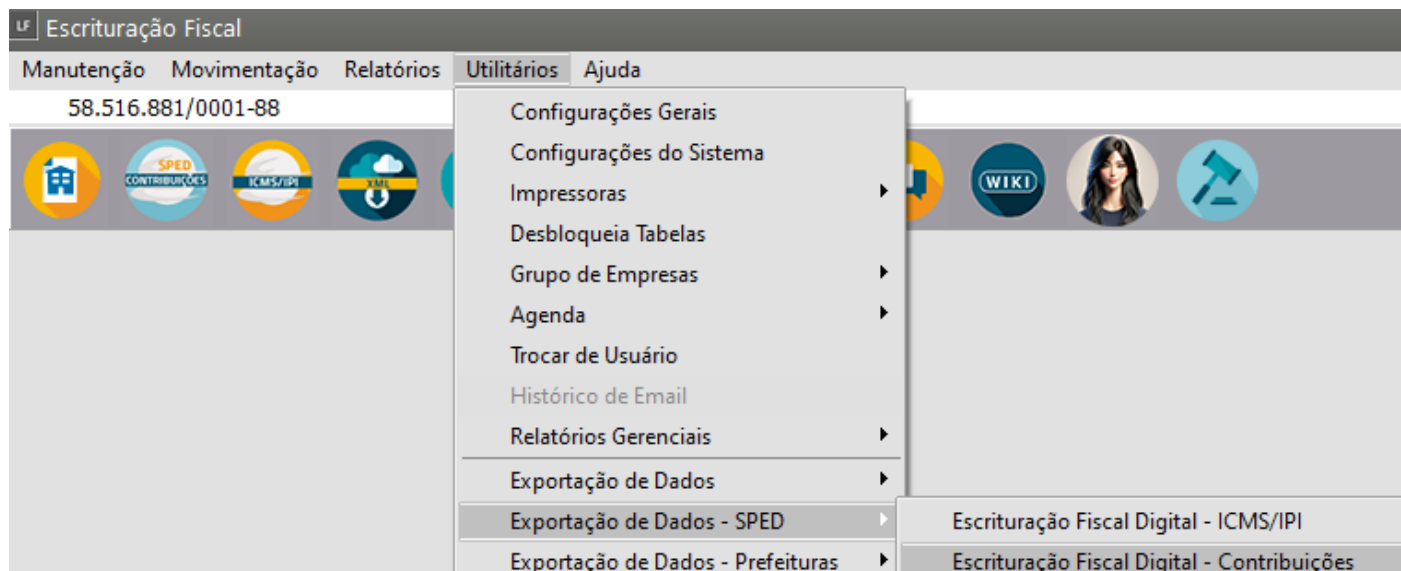 LF Escrituração Fiscal
Manutenção Movimentação Relatórios Utilitários Ajuda
58.516.881/0001-88
SPED
CONTRIBUIÇÕES
ICMS/IPI
XML
WIKI
Configurações Gerais
Configurações do Sistema
Impressoras
Desbloqueia Tabelas
Grupo de Empresas
Agenda
Trocar de Usuário
Histórico de Email
Relatórios Gerenciais
Exportação de Dados
Exportação de Dados - SPED
Escrituração Fiscal Digital - ICMS/IPI
Exportação de Dados - Prefeituras
Escrituração Fiscal Digital - Contribuições